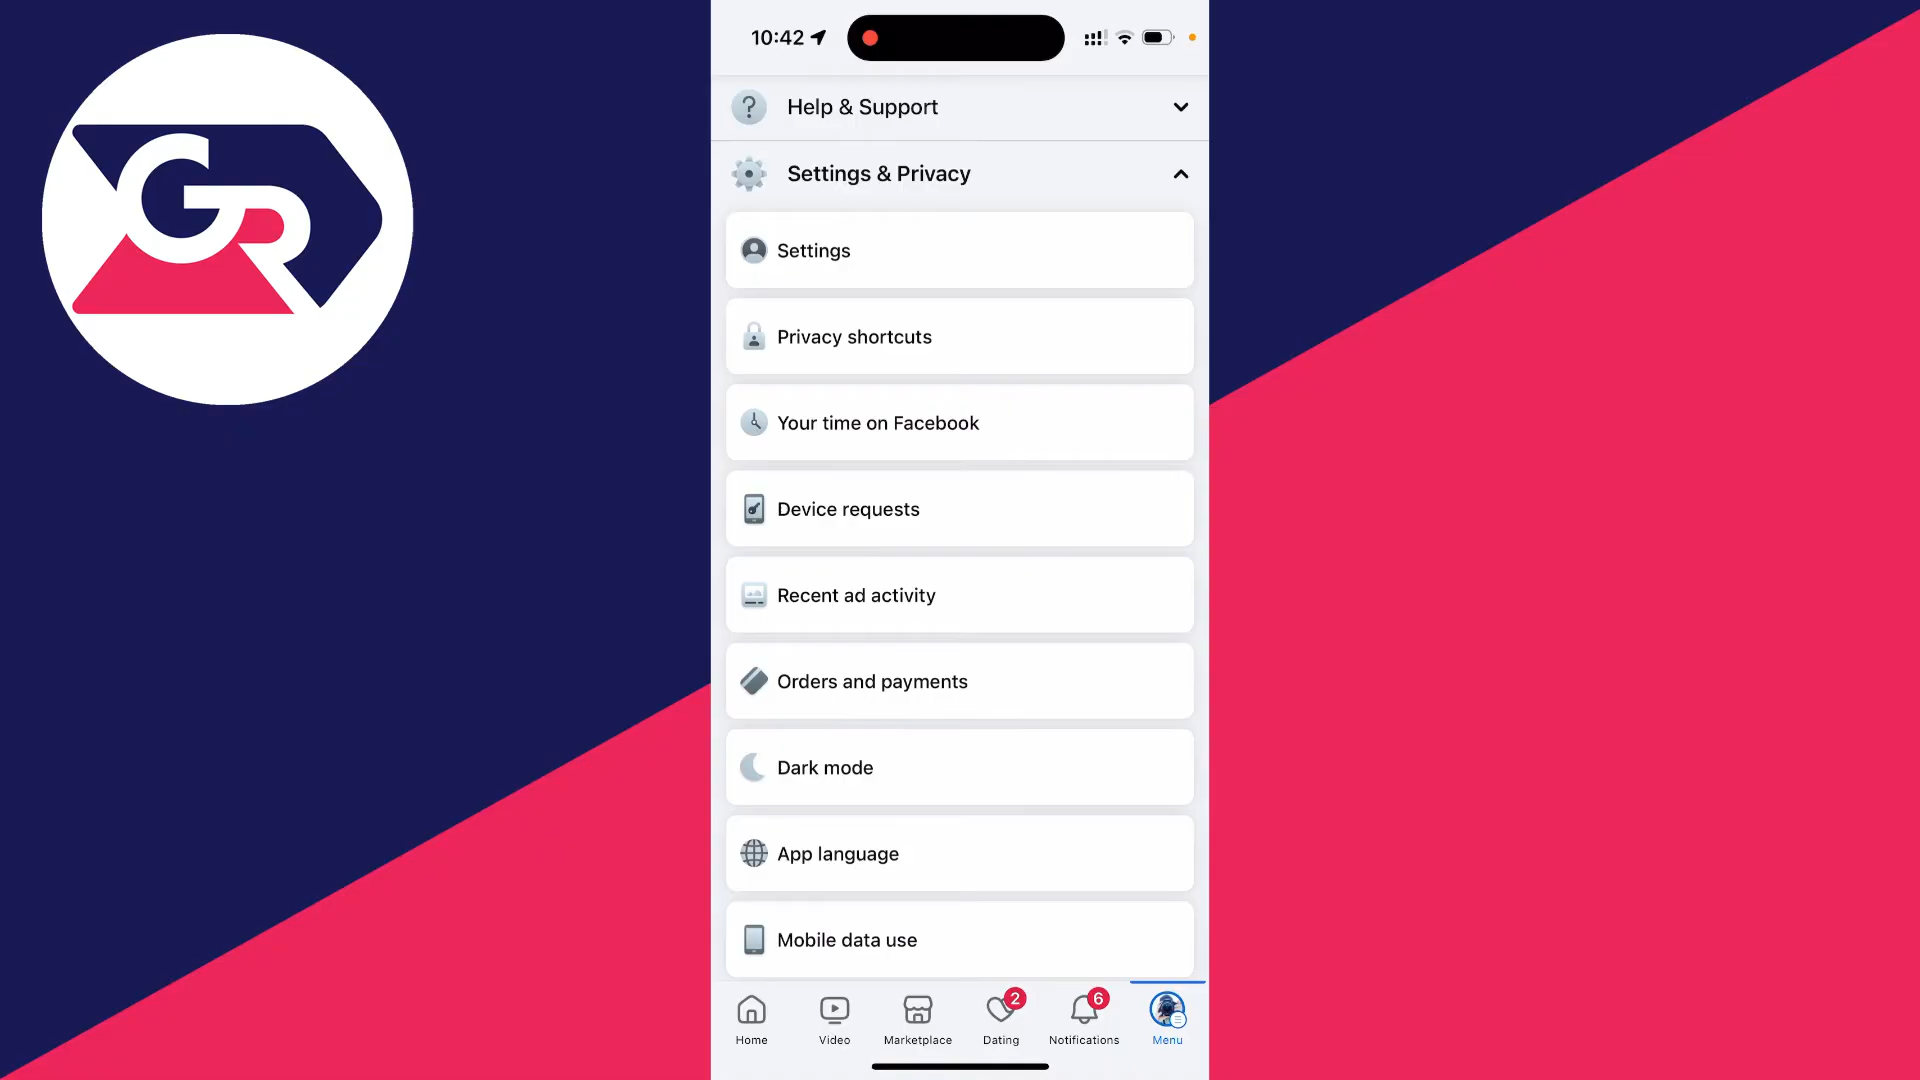 GR
10:42
Help & Support
Settings & Privacy
Settings
Privacy shortcuts
Your time on Facebook
Device requests
Recent ad activity
Orders and payments
Dark mode
App language
Mobile data use
2
6
Home
Video
Marketplace
Dating
Notifications
Menu